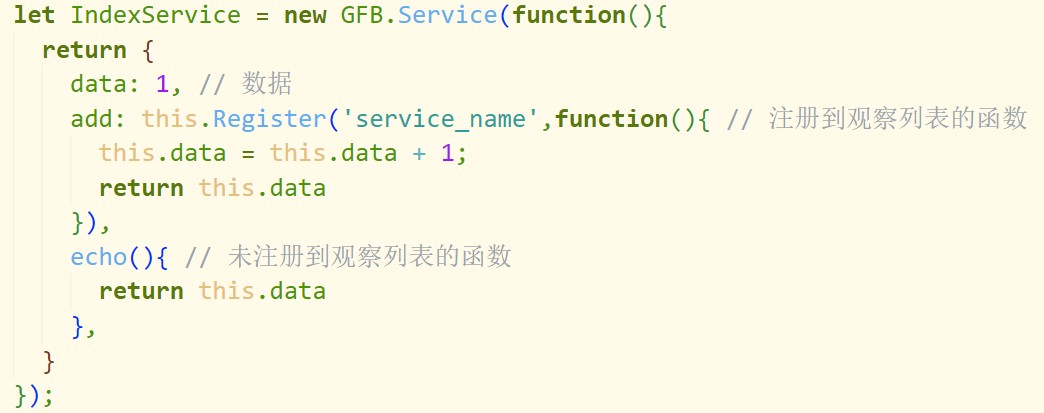 let IndexService = new GFB.Service(function(){
return {
data: 1, // 数据
add: this.Register('service_name',function(){ // 注册到观察列表的函数
this.data = this.data + 1;
return this.data
}),
echo(){ // 未注册到观察列表的函数
return this.data
},
}
});